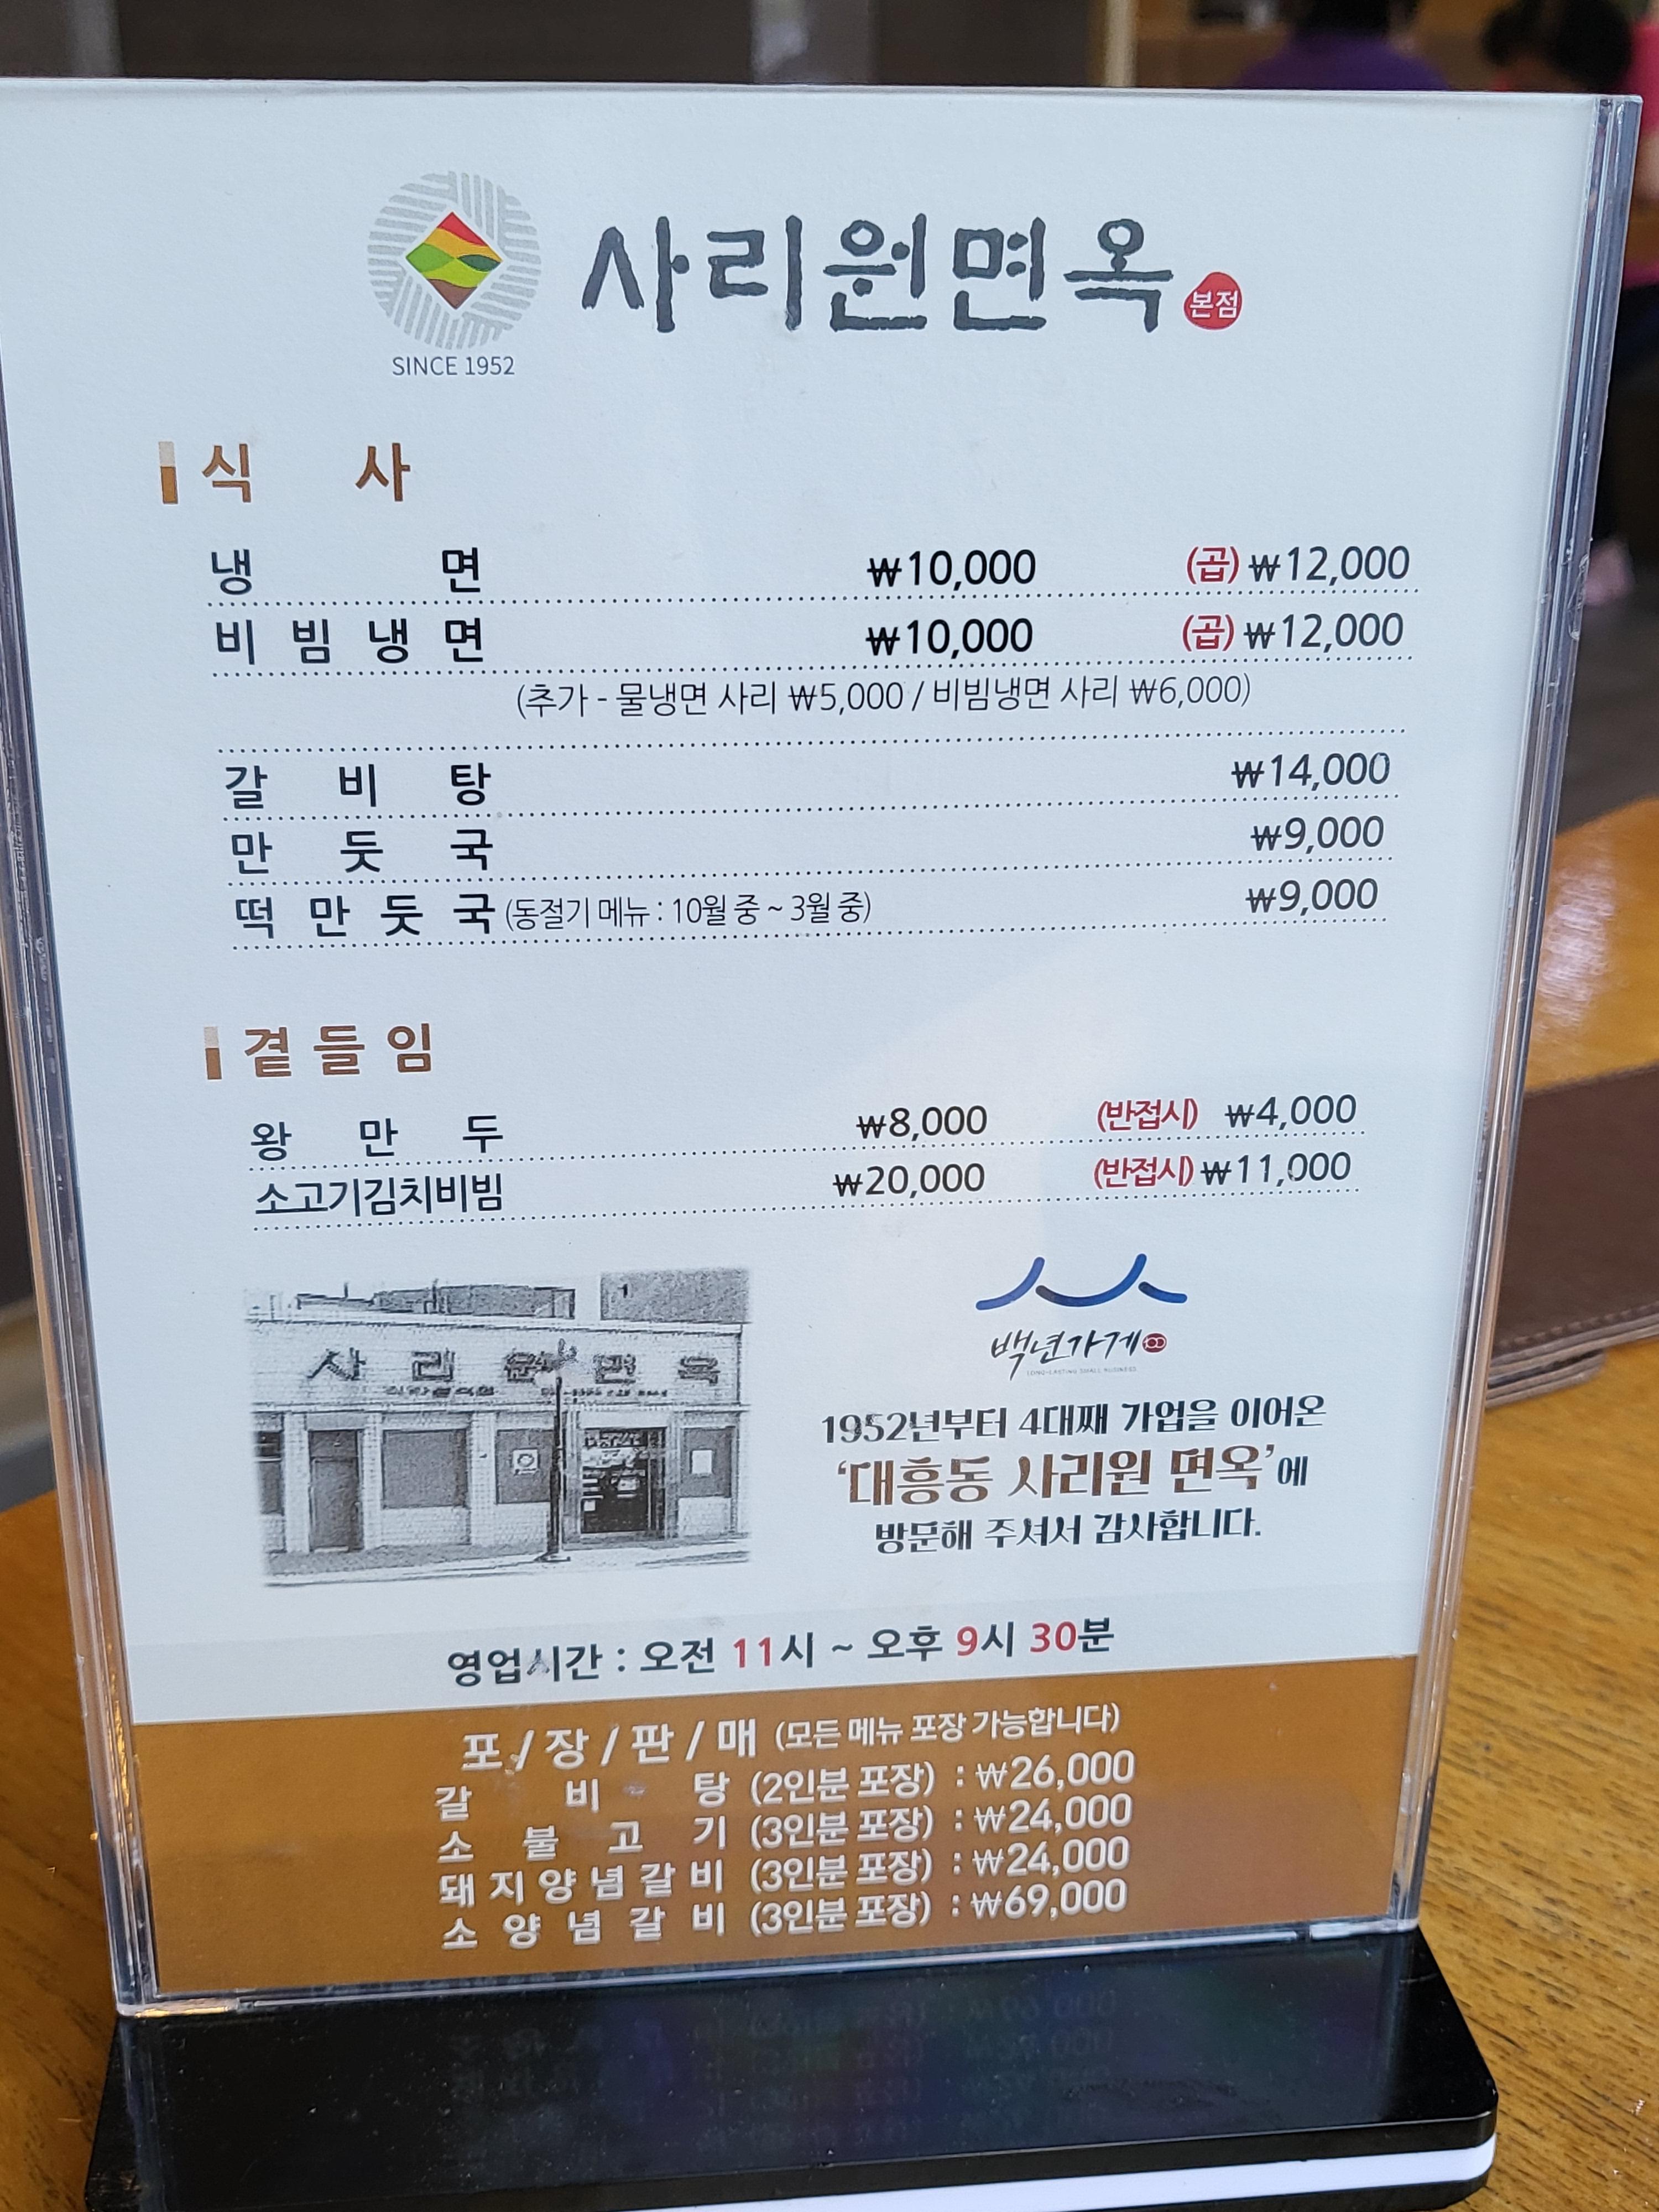 사리원면옥 본점
SINCE 1952
식 사
냉 면 ₩10,000 (곱) ₩12,000
비 빔 냉 면 ₩10,000 (곱) ₩12,000
(추가 - 물냉면 사리 ₩5,000 / 비빔냉면 사리 ₩6,000)
갈 비 탕 ₩14,000
만 둣 국 ₩9,000
떡 만 둣 국 (동절기 메뉴 : 10월 중 ~ 3월 중) ₩9,000
곁들임
왕 만 두 ₩8,000 (반접시) ₩4,000
소고기김치비빔 ₩20,000 (반접시) ₩11,000
사 리 원 면 옥
백년가게 100
LONG-LASTING SMALL BUSINESS
1952년부터 4대째 가업을 이어온
‘대흥동 사리원 면옥’에
방문해 주셔서 감사합니다.
영업시간 : 오전 11시 ~ 오후 9시 30분
포 / 장 / 판 / 매 (모든 메뉴 포장 가능합니다)
갈 비 탕 (2인분 포장) : ₩26,000
소 불 고 기 (3인분 포장) : ₩24,000
돼 지 양 념 갈 비 (3인분 포장) : ₩24,000
소 양 념 갈 비 (3인분 포장) : ₩69,000